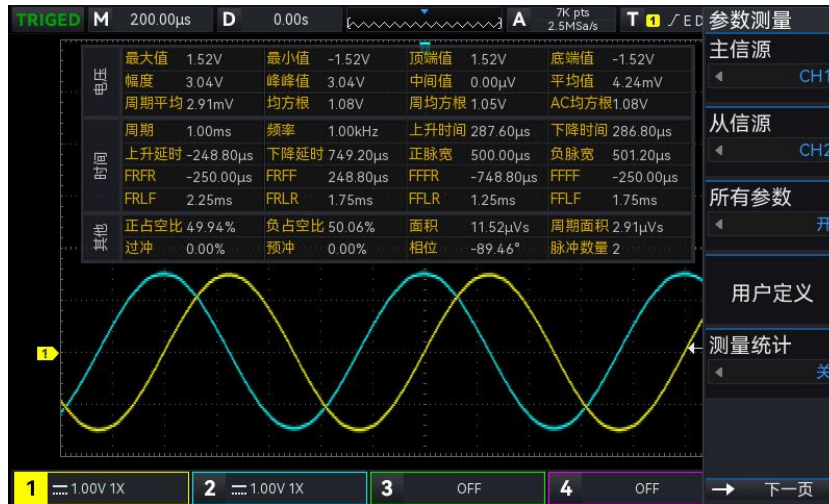 TRIGED M 200.00µs D 0.00s A 7K pts 2.5MSa/s T 1 E D 参数测量
主信源
CH1
从信源
CH2
所有参数
开
用户定义
测量统计
关
下一页
电压
最大值 1.52V 最小值 -1.52V 顶端值 1.52V 底端值 -1.52V
幅度 3.04V 峰峰值 3.04V 中间值 0.00µV 平均值 4.24mV
周期平均 2.91mV 均方根 1.08V 周均方根 1.05V AC均方根 1.08V
时间
周期 1.00ms 频率 1.00kHz 上升时间 287.60µs 下降时间 286.80µs
上升延时 -248.80µs 下降延时 749.20µs 正脉宽 500.00µs 负脉宽 501.20µs
FRFR -250.00µs FRFF 248.80µs FFFR -748.80µs FFFF -250.00µs
FRLF 2.25ms FRLR 1.75ms FFLR 1.25ms FFLF 1.75ms
其他
正占空比 49.94% 负占空比 50.06% 面积 11.52µVs 周期面积 2.91µVs
过冲 0.00% 预冲 0.00% 相位 -89.46° 脉冲数量 2
1
1 1.00V 1X 2 1.00V 1X 3 OFF 4 OFF